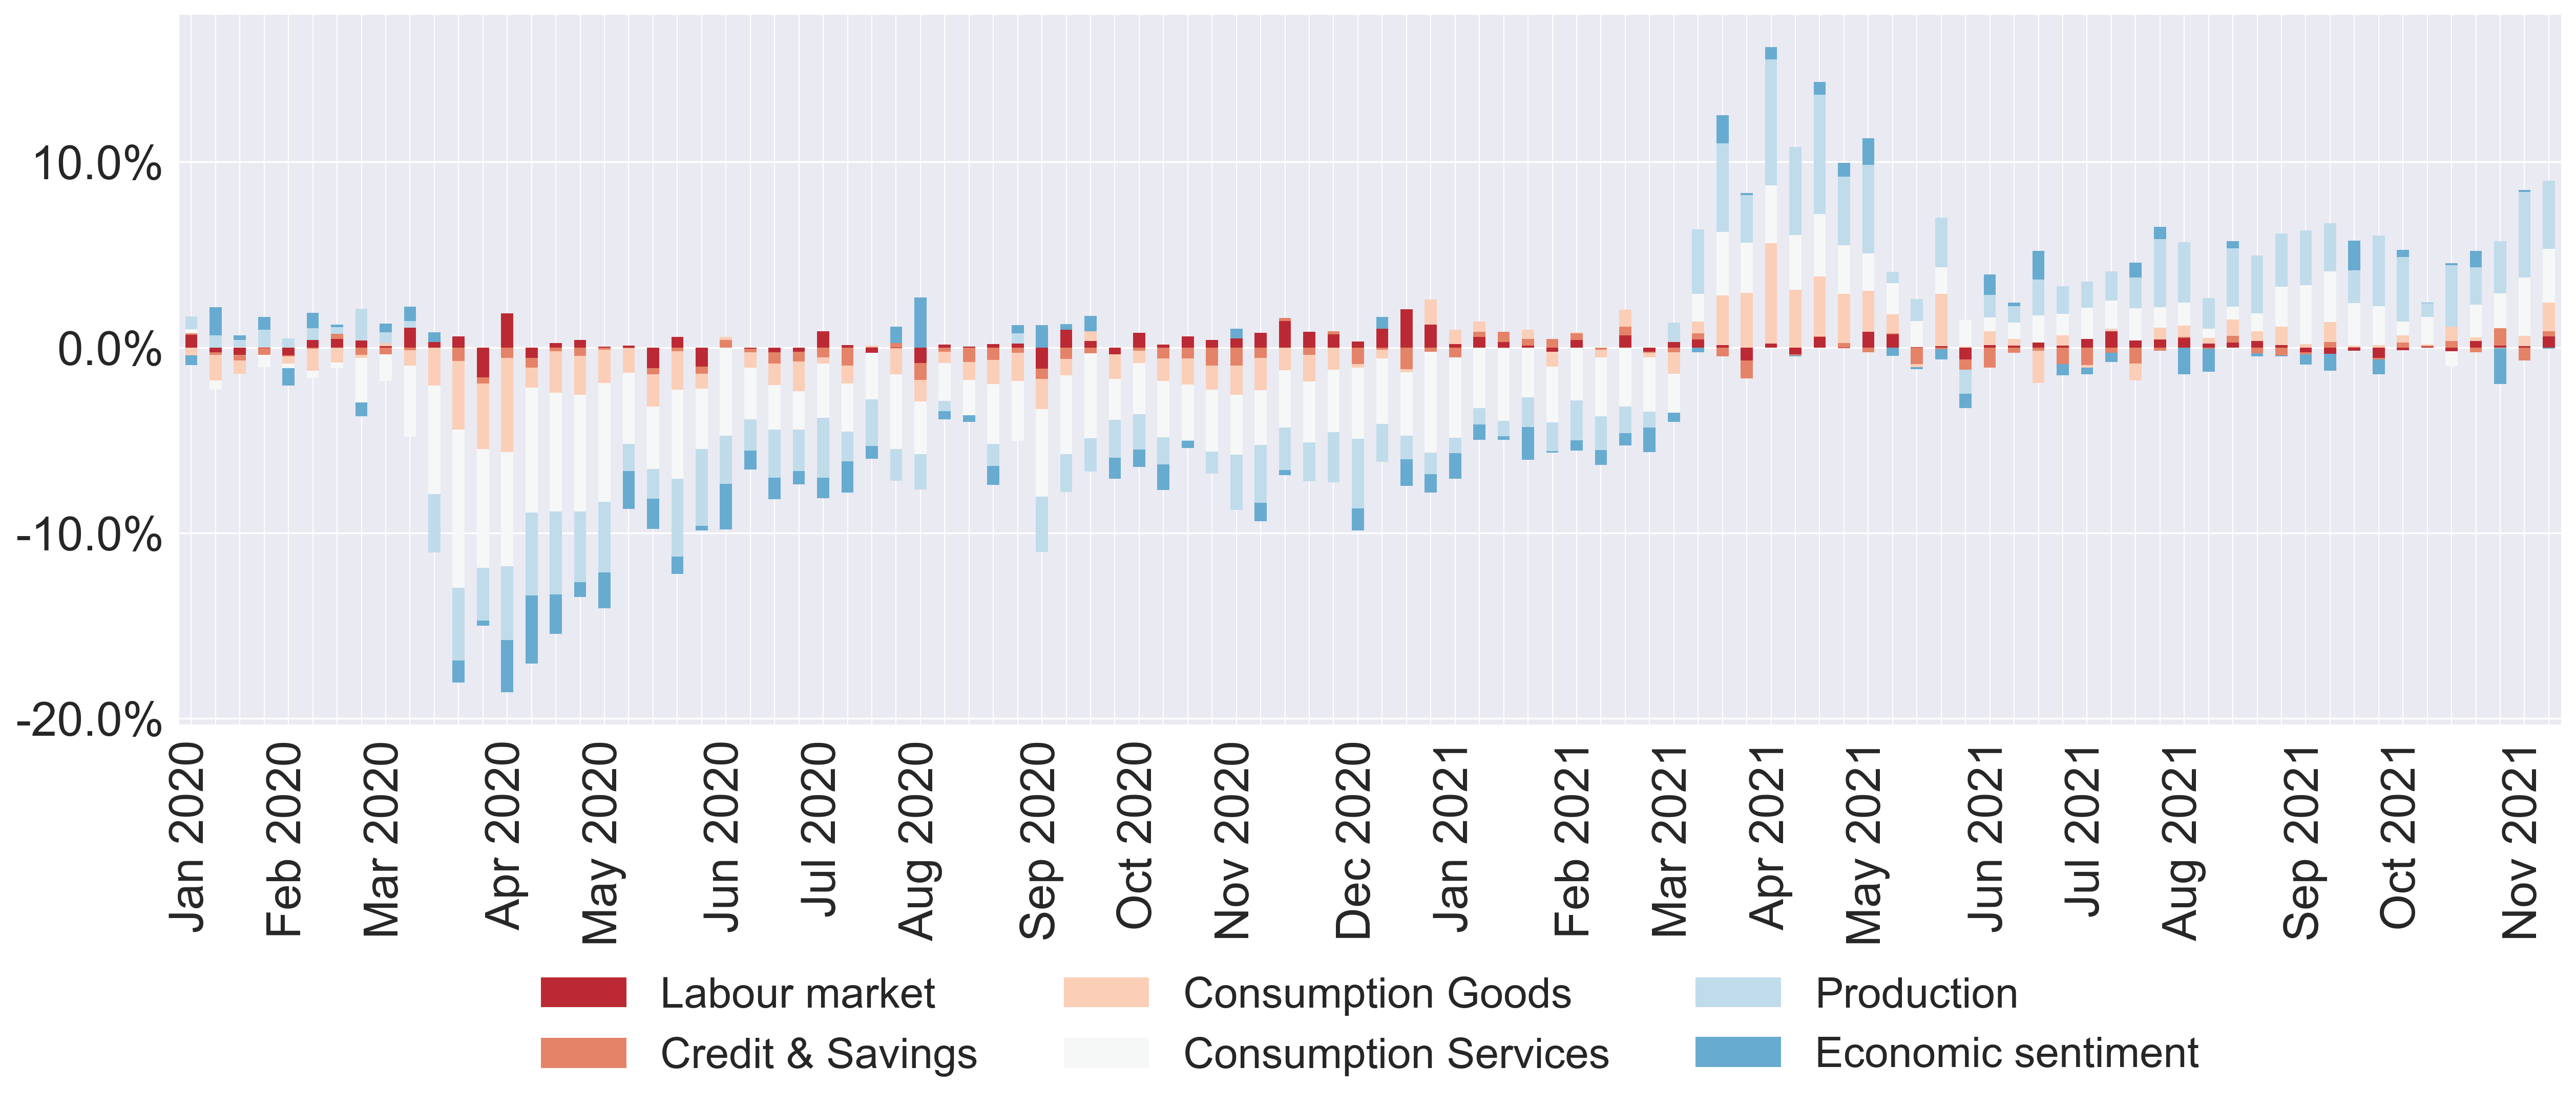 10.0%
0.0%
-10.0%
-20.0%
Jan 2020
Feb 2020
Mar 2020
Apr 2020
May 2020
Jun 2020
Jul 2020
Aug 2020
Sep 2020
Oct 2020
Nov 2020
Dec 2020
Jan 2021
Feb 2021
Mar 2021
Apr 2021
May 2021
Jun 2021
Jul 2021
Aug 2021
Sep 2021
Oct 2021
Nov 2021
Labour market
Credit & Savings
Consumption Goods
Consumption Services
Production
Economic sentiment